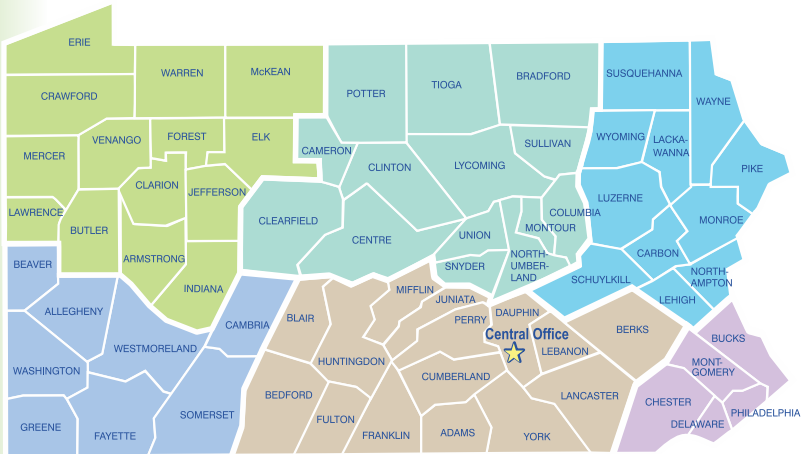 ERIE
WARREN
McKEAN
POTTER
TIOGA
BRADFORD
SUSQUEHANNA
WAYNE
CRAWFORD
MERCER
VENANGO
FOREST
ELK
CAMERON
CLINTON
LYCOMING
SULLIVAN
WYOMING
LACKA-
WANNA
PIKE
CLARION
JEFFERSON
LAWRENCE
BUTLER
CLEARFIELD
CENTRE
UNION
COLUMBIA
MONTOUR
LUZERNE
MONROE
ARMSTRONG
INDIANA
SNYDER
NORTH-
UMBER-
LAND
CARBON
SCHUYLKILL
NORTH-
AMPTON
LEHIGH
BEAVER
ALLEGHENY
CAMBRIA
BLAIR
MIFFLIN
JUNIATA
PERRY
DAUPHIN
Central Office
LEBANON
BERKS
BUCKS
WESTMORELAND
WASHINGTON
HUNTINGDON
CUMBERLAND
MONT-
GOMERY
SOMERSET
BEDFORD
FULTON
LANCASTER
CHESTER
DELAWARE
PHILADELPHIA
GREENE
FAYETTE
FRANKLIN
ADAMS
YORK